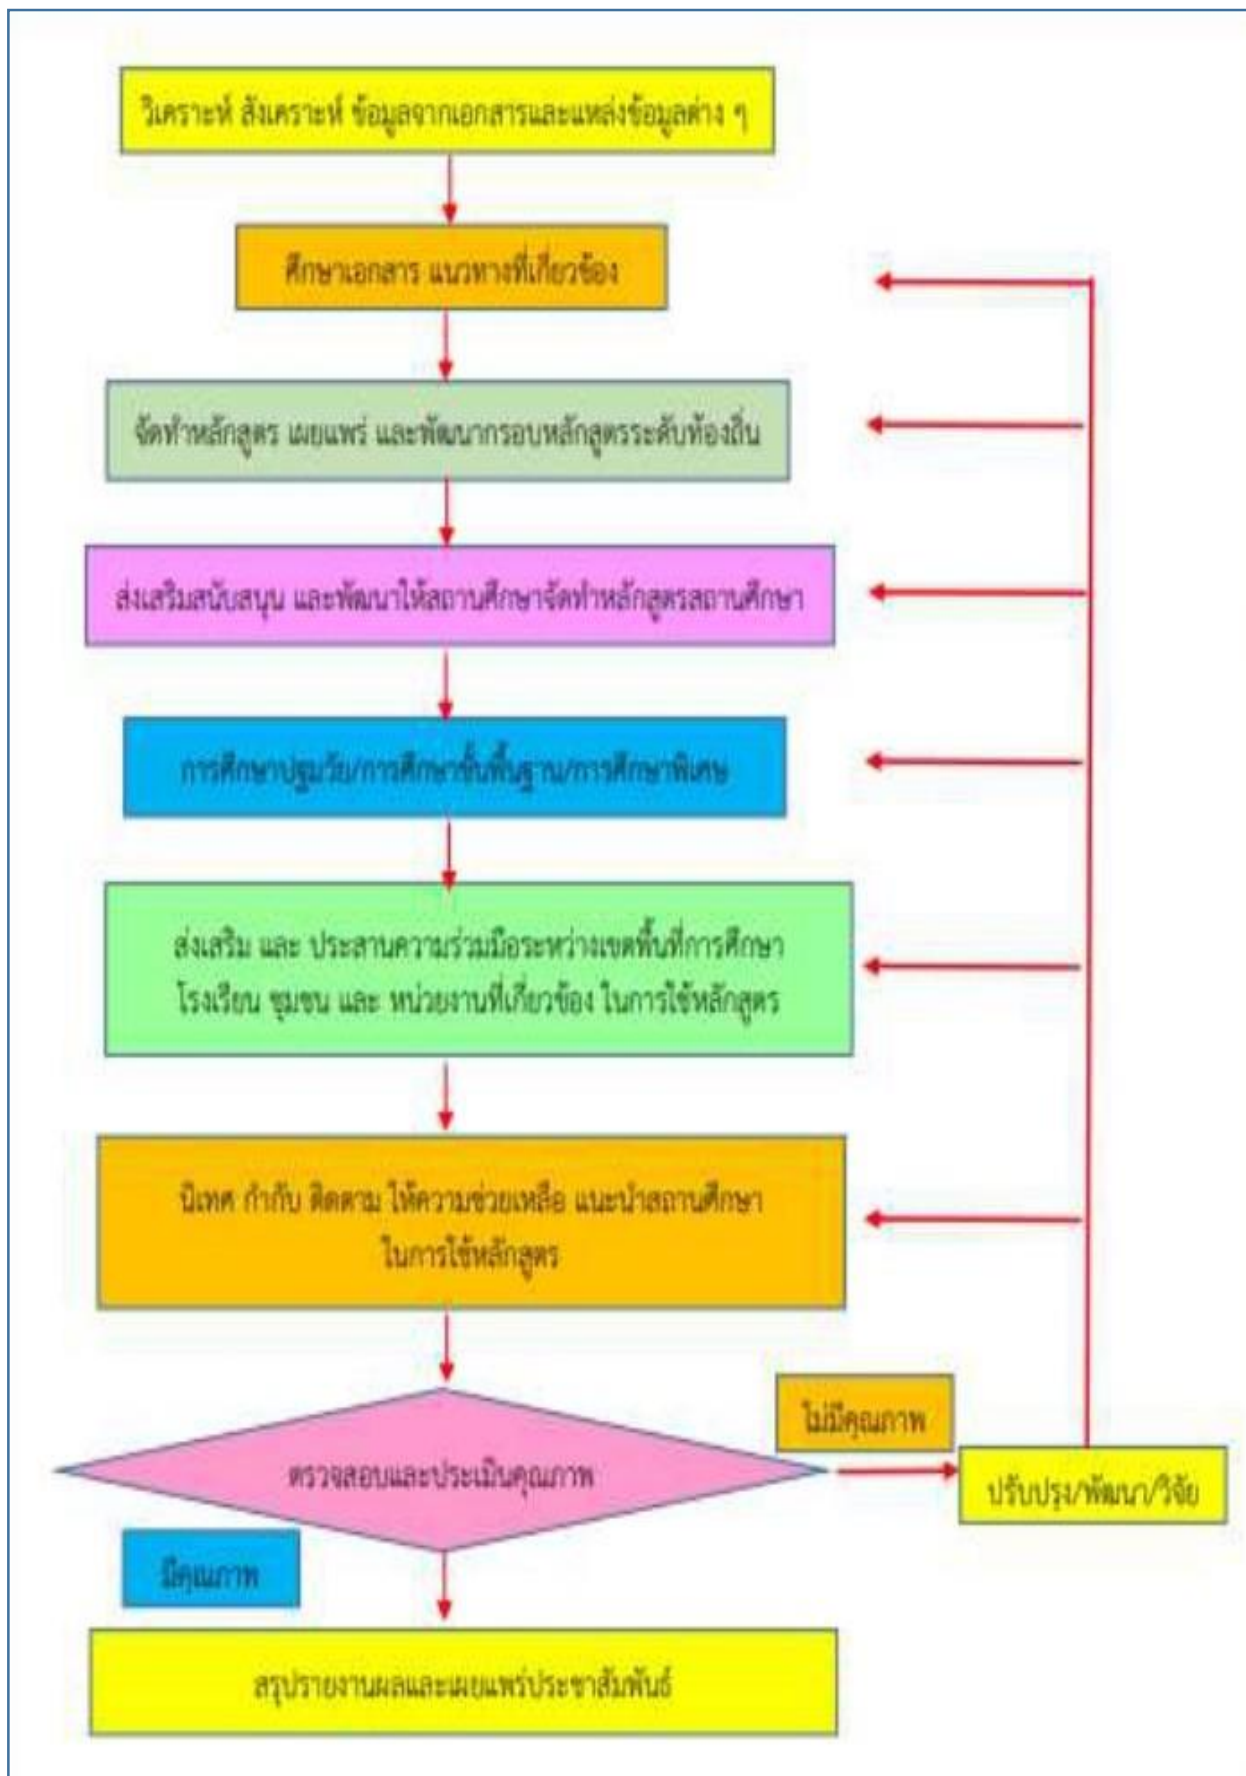 วิเคราะห์ สังเคราะห์ ข้อมูลจากเอกสารและแหล่งข้อมูลต่าง ๆ
ศึกษาเอกสาร แนวทางที่เกี่ยวข้อง
จัดทำหลักสูตร เผยแพร่ และพัฒนากรอบหลักสูตรระดับท้องถิ่น
ส่งเสริมสนับสนุน และพัฒนาให้สถานศึกษาจัดทำหลักสูตรสถานศึกษา
การศึกษาปฐมวัย/การศึกษาขั้นพื้นฐาน/การศึกษาพิเศษ
ส่งเสริม และ ประสานความร่วมมือระหว่างเขตพื้นที่การศึกษา
โรงเรียน ชุมชน และ หน่วยงานที่เกี่ยวข้อง ในการใช้หลักสูตร
นิเทศ กำกับ ติดตาม ให้ความช่วยเหลือ แนะนำสถานศึกษา
ในการใช้หลักสูตร
ไม่มีคุณภาพ
ตรวจสอบและประเมินคุณภาพ
ปรับปรุง/พัฒนา/วิจัย
มีคุณภาพ
สรุปรายงานผลและเผยแพร่ประชาสัมพันธ์